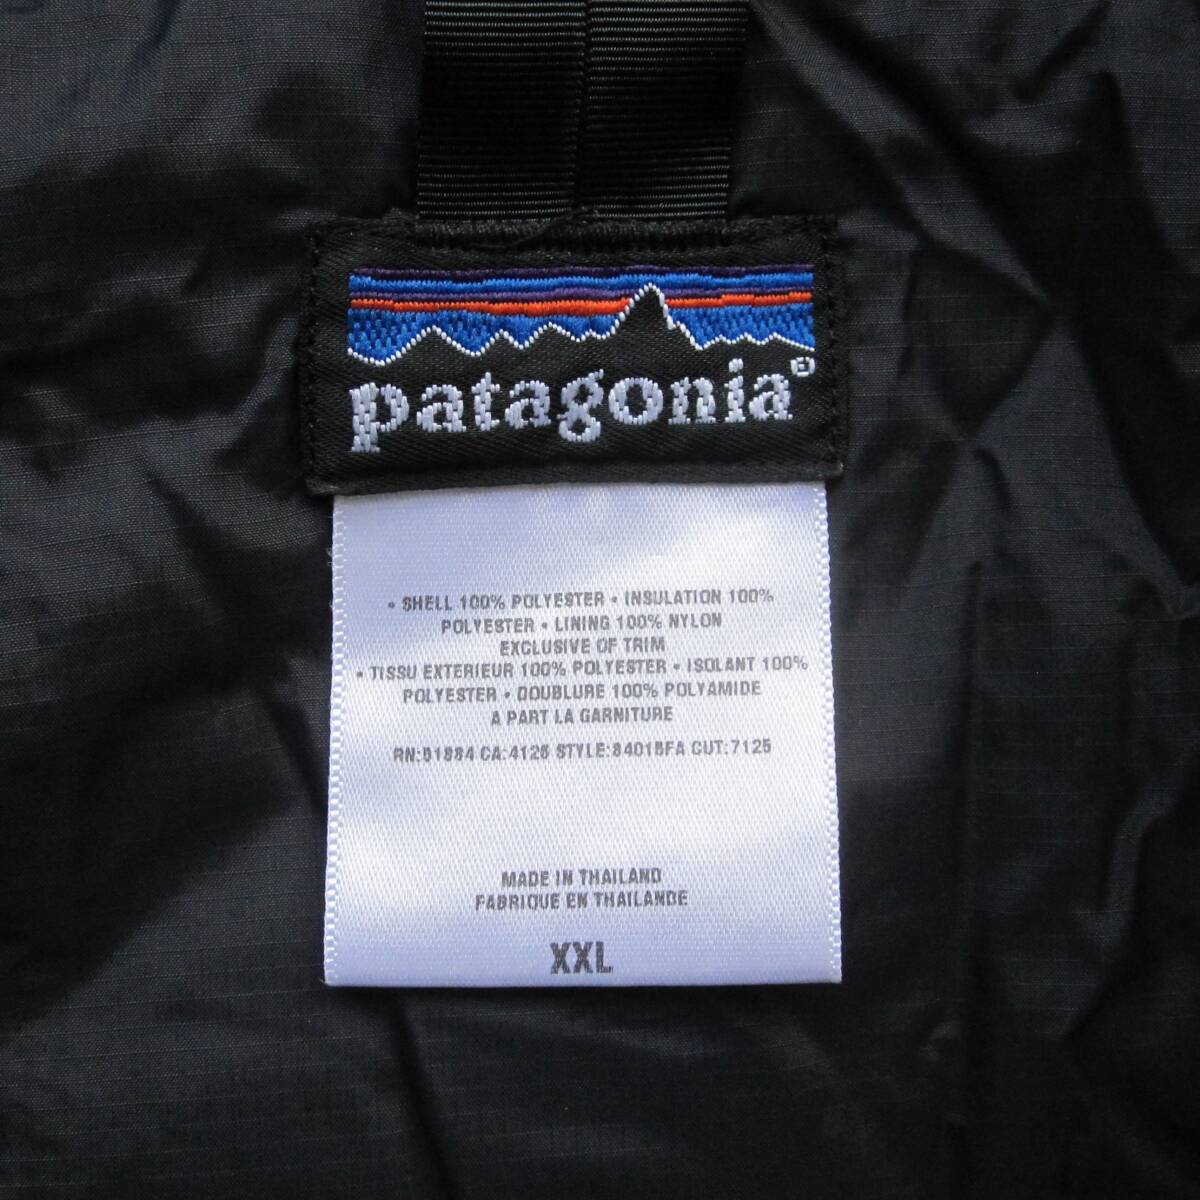 patagonia®
• SHELL 100% POLYESTER • INSULATION 100%
POLYESTER • LINING 100% NYLON
EXCLUSIVE OF TRIM
• TISSU EXTERIEUR 100% POLYESTER • ISOLANT 100%
POLYESTER • DOUBLURE 100% POLYAMIDE
A PART LA GARNITURE
RN:51884 CA:4126 STYLE:84015FA CUT:7125
MADE IN THAILAND
FABRIQUE EN THAILANDE
XXL